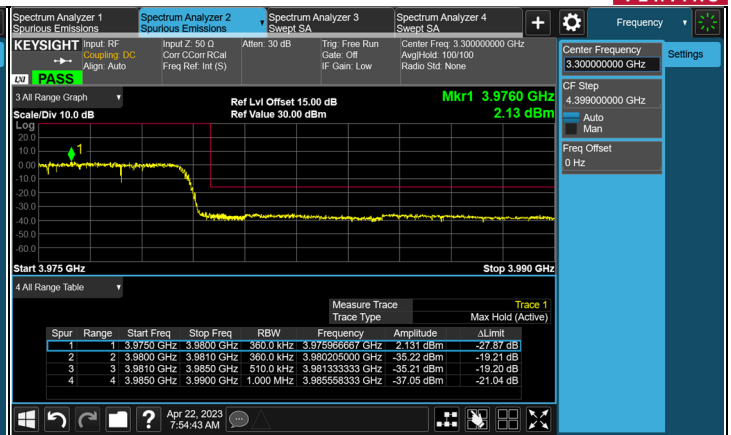 Spectrum Analyzer 1
Spurious Emissions
Spectrum Analyzer 2
Spurious Emissions
Spectrum Analyzer 3
Swept SA
Spectrum Analyzer 4
Swept SA
+
Frequency
KEYSIGHT
Input: RF
Coupling: DC
Align: Auto
Input Z: 50 Ω
Corr CCorr RCal
Freq Ref: Int (S)
Atten: 30 dB
Trig: Free Run
Gate: Off
IF Gain: Low
Center Freq: 3.300000000 GHz
Avg|Hold: 100/100
Radio Std: None
LXI PASS
Center Frequency
3.300000000 GHz
Settings
CF Step
4.399000000 GHz
Auto
Man
Freq Offset
0 Hz
3 All Range Graph
Ref Lvl Offset 15.00 dB
Mkr1 3.9760 GHz
Scale/Div 10.0 dB
Ref Value 30.00 dBm
2.13 dBm
Log
20.0
10.0
0.00
-10.0
-20.0
-30.0
-40.0
-50.0
-60.0
1
Start 3.975 GHz
Stop 3.990 GHz
4 All Range Table
Measure Trace Trace 1
Trace Type Max Hold (Active)
Spur Range Start Freq Stop Freq RBW Frequency Amplitude ΔLimit
1 1 3.9750 GHz 3.9800 GHz 360.0 kHz 3.975966667 GHz 2.131 dBm -27.87 dB
2 2 3.9800 GHz 3.9810 GHz 360.0 kHz 3.980205000 GHz -35.22 dBm -19.21 dB
3 3 3.9810 GHz 3.9850 GHz 510.0 kHz 3.981333333 GHz -35.21 dBm -19.20 dB
4 4 3.9850 GHz 3.9900 GHz 1.000 MHz 3.985558333 GHz -37.05 dBm -21.04 dB
?
Apr 22, 2023
7:54:43 AM